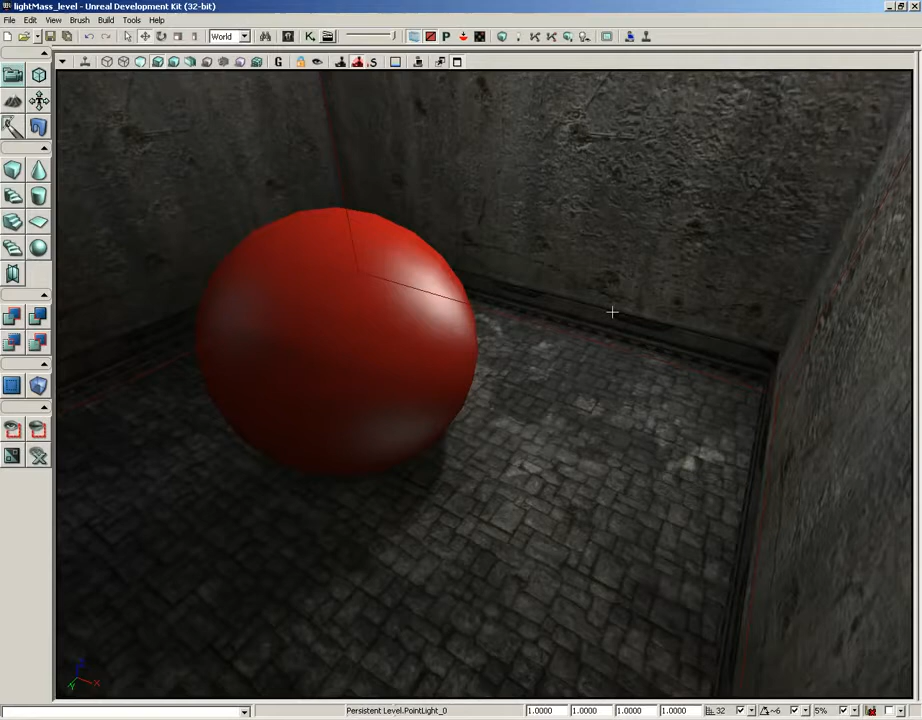 lightMass_level - Unreal Development Kit (32-bit)
File Edit View Brush Build Tools Help
World
P
G
S
Z
X
Y
Persistent Level.PointLight_0
1.0000 1.0000 1.0000 1.0000 32 ~6 5%